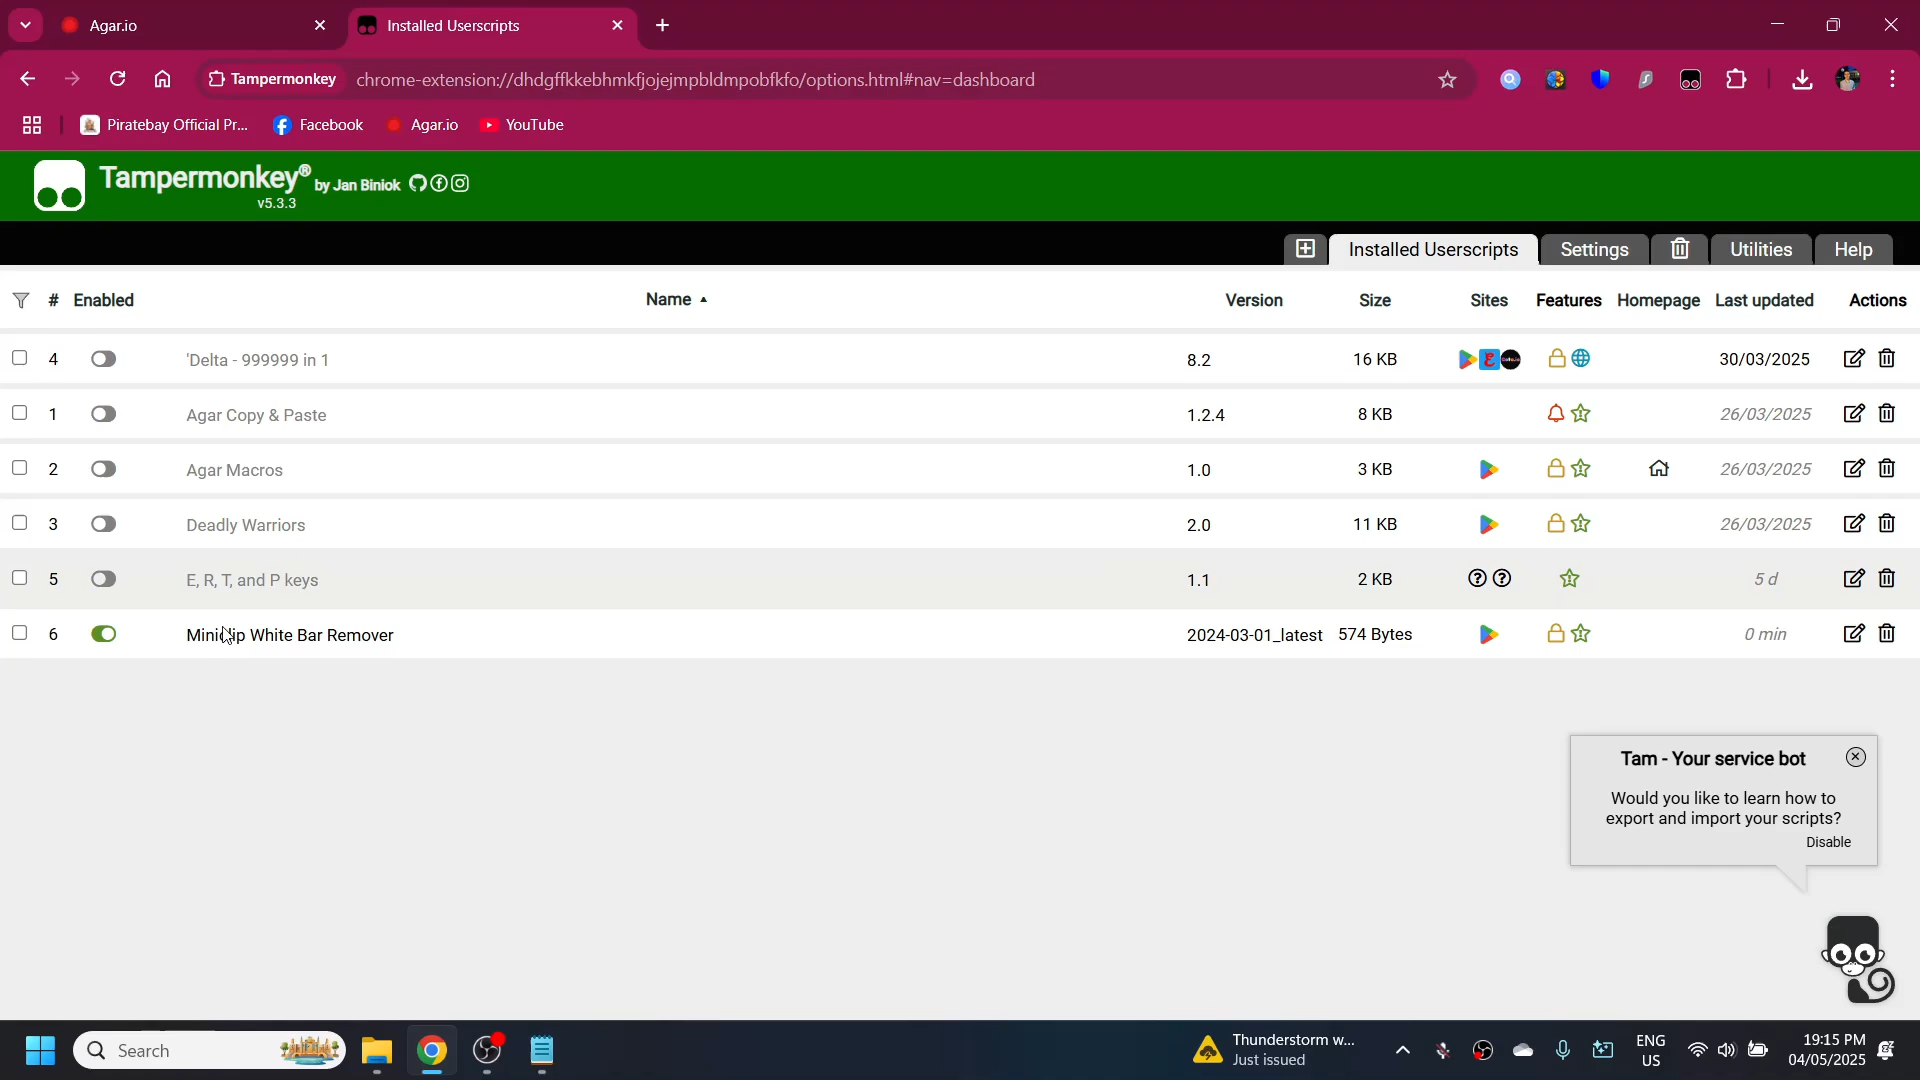 Agar.io
Installed Userscripts
Tampermonkey
chrome-extension://dhdgffkkebhmkfjojejmpbldmpobfkfo/options.html#nav=dashboard
Piratebay Official Pr...
Facebook
Agar.io
YouTube
Tampermonkey® by Jan Biniok
v5.3.3
Installed Userscripts
Settings
Utilities
Help
# Enabled Name Version Size Sites Features Homepage Last updated Actions
4 'Delta - 999999 in 1 8.2 16 KB 30/03/2025
1 Agar Copy & Paste 1.2.4 8 KB 26/03/2025
2 Agar Macros 1.0 3 KB 26/03/2025
3 Deadly Warriors 2.0 11 KB 26/03/2025
5 E, R, T, and P keys 1.1 2 KB 5 d
6 Miniclip White Bar Remover 2024-03-01_latest 574 Bytes 0 min
Tam - Your service bot
Would you like to learn how to
export and import your scripts?
Disable
Search
Thunderstorm w...
Just issued
ENG
US
19:15 PM
04/05/2025